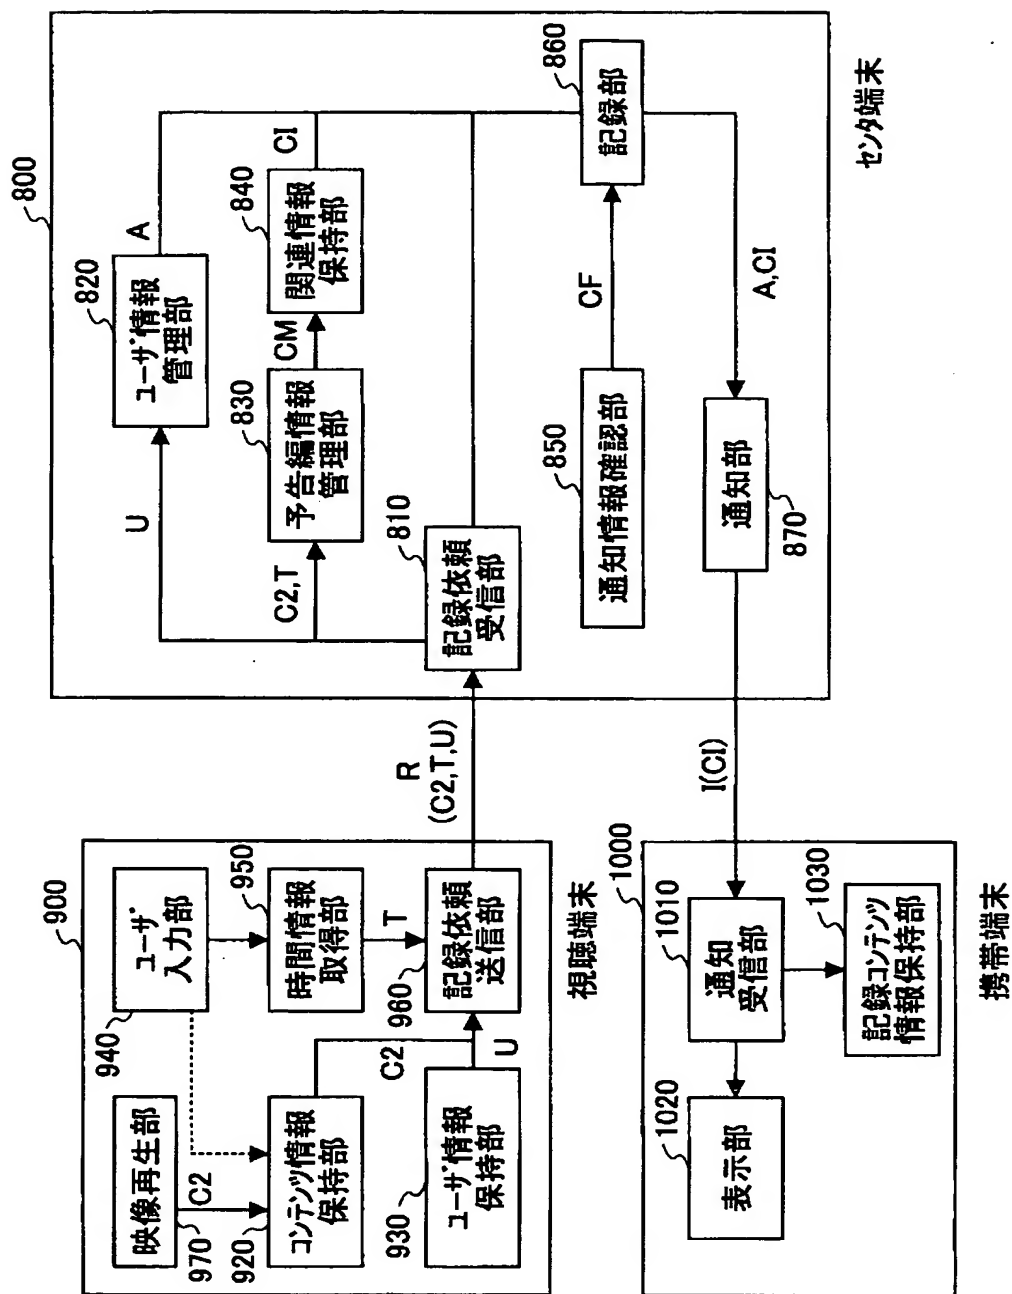 900
映像再生部
970
C2
ユーザ
入力部
940
コンテンツ情報
保持部
920
時間情報
取得部
950
T
C2
ユーザ情報
保持部
930
U
記録依頼
送信部
960
視聴端末
R
(C2,T,U)
800
U
ユーザ情報
管理部
820
A
C2,T
予告編情報
管理部
830
CM
関連情報
保持部
840
CI
記録依頼
受信部
810
通知情報確認部
850
CF
記録部
860
A,CI
通知部
870
センタ端末
I(CI)
1000
通知
受信部
1010
表示部
1020
記録コンテンツ
情報保持部
1030
携帯端末